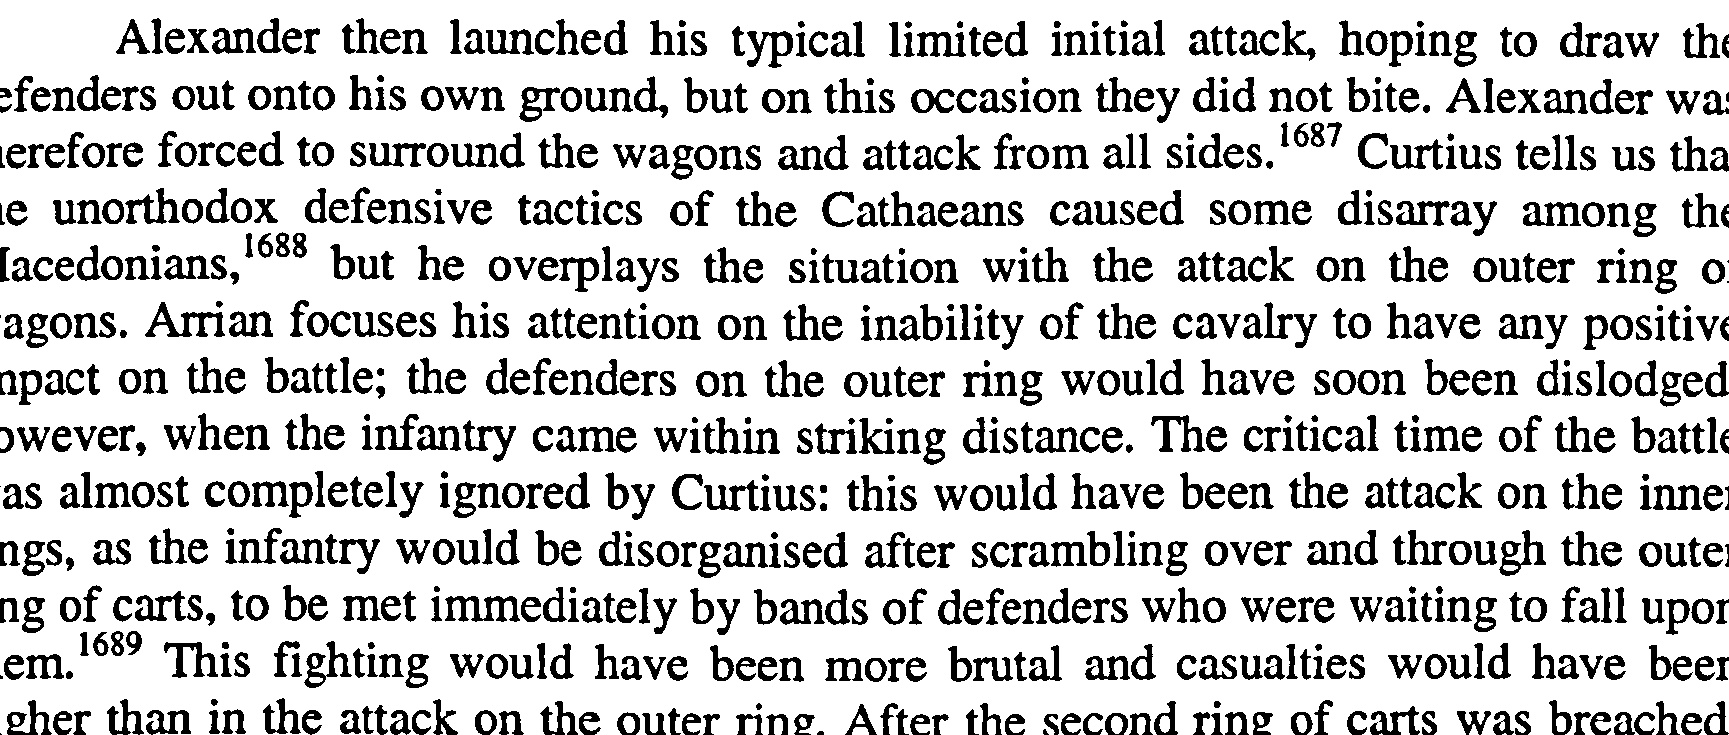 Alexander then launched his typical limited initial attack, hoping to draw the
efenders out onto his own ground, but on this occasion they did not bite. Alexander was
erefore forced to surround the wagons and attack from all sides.1687 Curtius tells us tha
e unorthodox defensive tactics of the Cathaeans caused some disarray among the
acedonians,1688 but he overplays the situation with the attack on the outer ring of
agons. Arrian focuses his attention on the inability of the cavalry to have any positive
pact on the battle; the defenders on the outer ring would have soon been dislodged
owever, when the infantry came within striking distance. The critical time of the battle
as almost completely ignored by Curtius: this would have been the attack on the inner
ngs, as the infantry would be disorganised after scrambling over and through the outer
ng of carts, to be met immediately by bands of defenders who were waiting to fall upon
em.1689 This fighting would have been more brutal and casualties would have been
gher than in the attack on the outer ring. After the second ring of carts was breached